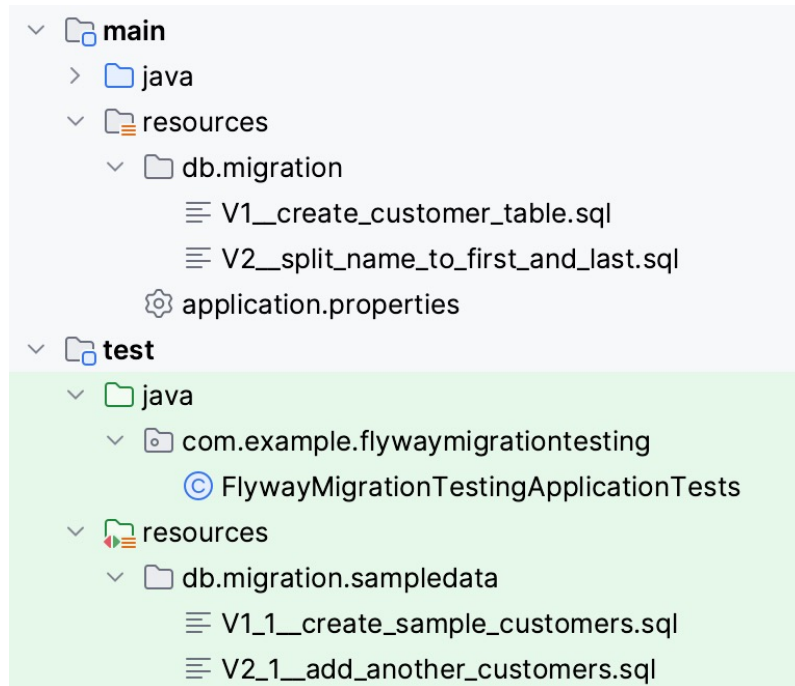 main
java
resources
db.migration
V1__create_customer_table.sql
V2__split_name_to_first_and_last.sql
application.properties
test
java
com.example.flywaymigrationtesting
FlywayMigrationTestingApplicationTests
resources
db.migration.sampledata
V1_1__create_sample_customers.sql
V2_1__add_another_customers.sql